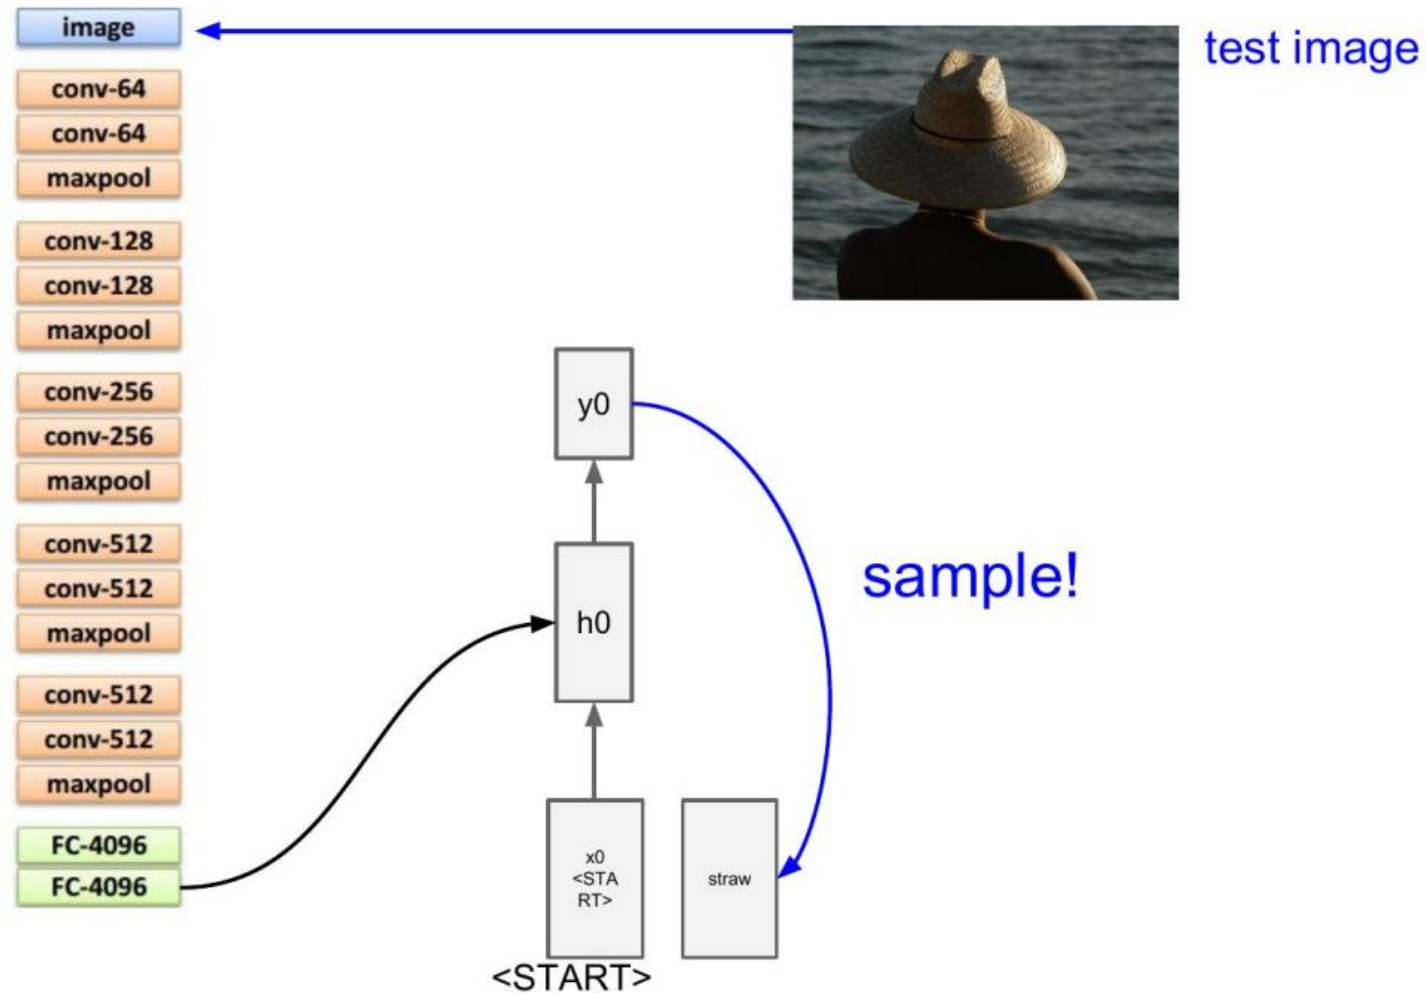 image
test image
conv-64
conv-64
maxpool
conv-128
conv-128
maxpool
conv-256
conv-256
maxpool
conv-512
conv-512
maxpool
conv-512
conv-512
maxpool
FC-4096
FC-4096
y0
h0
sample!
x0
<STA
RT>
straw
<START>